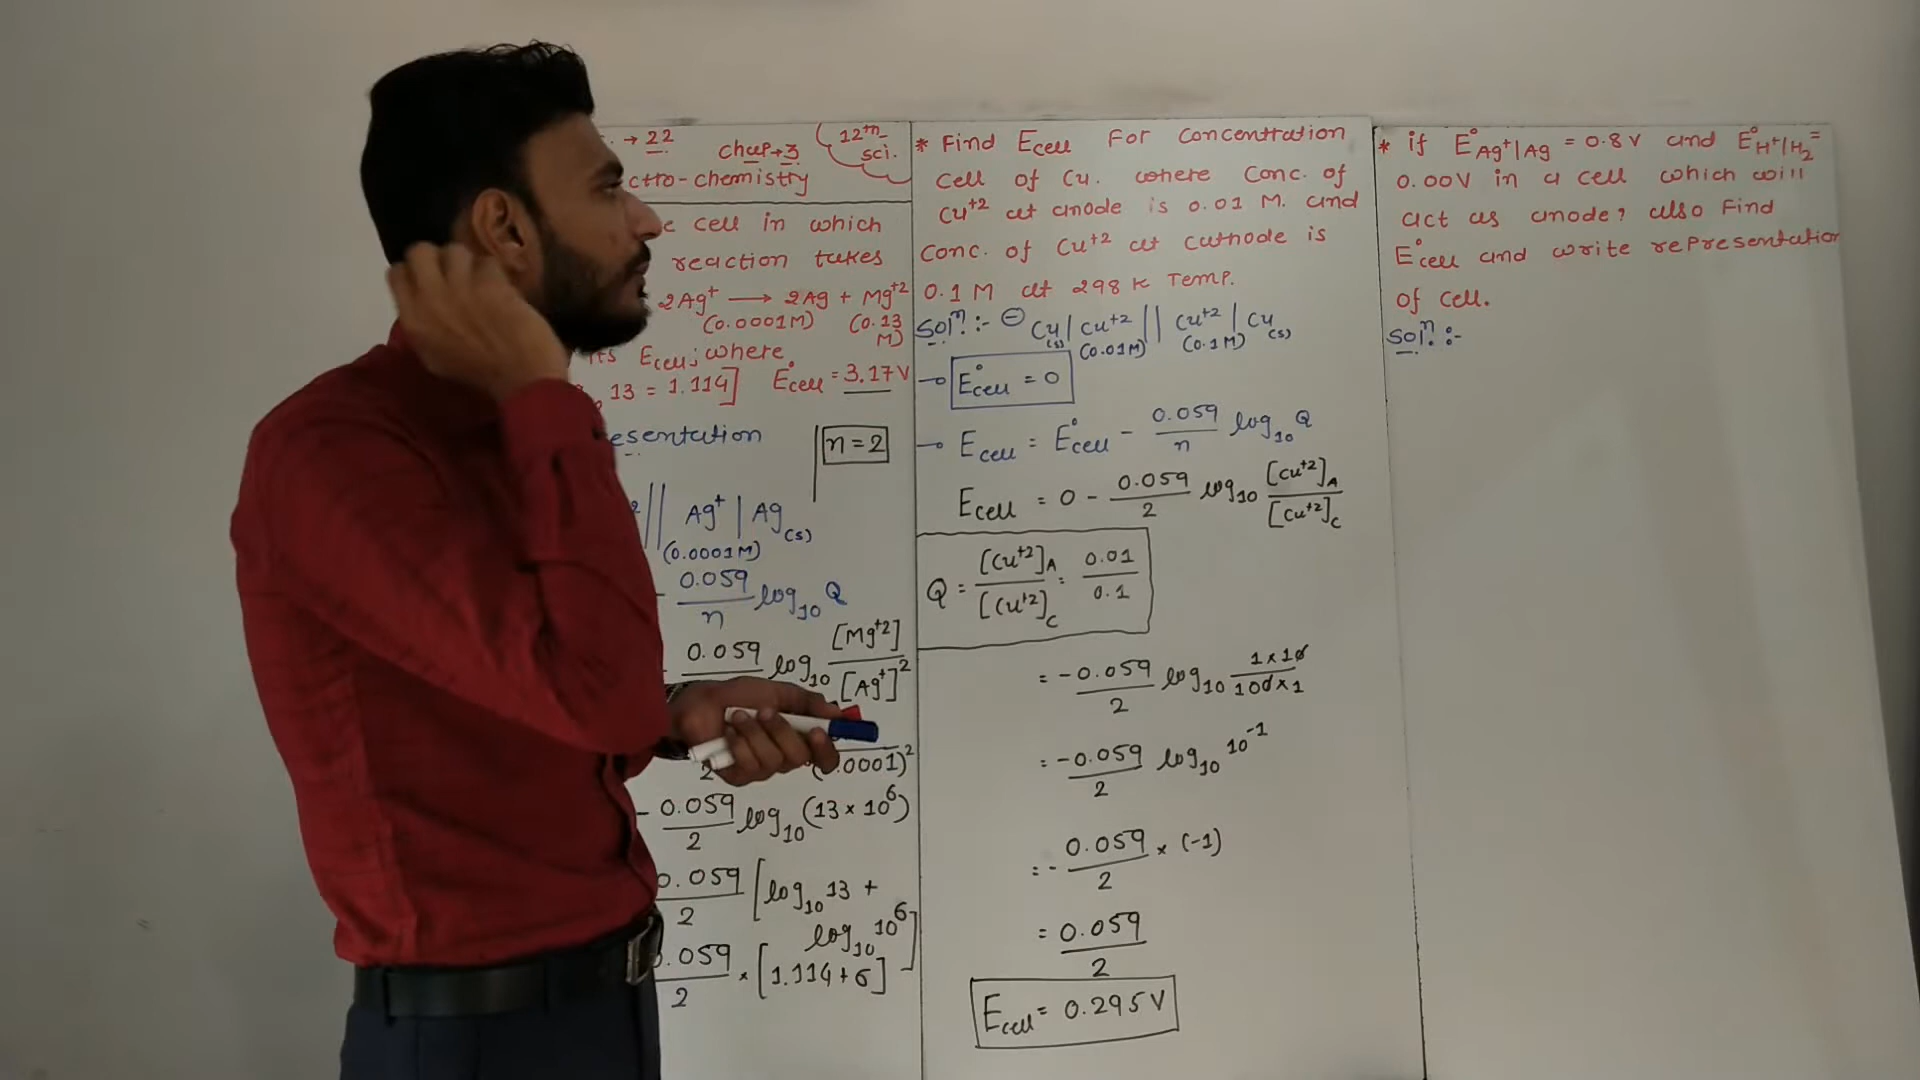 → 22 chap→3 12th sci.
ctro-chemistry
cell in which
reaction takes
2Ag⁺ ⟶ 2Ag + Mg⁺²
(0.0001M) (0.13 M)
its Ecell; where
13 = 1.114] E°cell = 3.17V
esentation n = 2
|| Ag⁺ | Ag(s)
(0.0001M)
0.059/n log₁₀ Q
0.059 log₁₀ [Mg⁺²]/[Ag⁺]²
2 .0001)²
- 0.059/2 log₁₀ (13 × 10⁶)
0.059/2 [log₁₀ 13 +
log₁₀ 10⁶]
.059/2 × [1.114 + 6]
* Find Ecell For concentration
cell of Cu. where conc. of
Cu⁺² at anode is 0.01 M. and
conc. of Cu⁺² at cathode is
0.1 M at 298 K Temp.
Solⁿ. :- ⊖ Cu(s) | Cu⁺² || Cu⁺² | Cu(s)
(0.01M) (0.1M)
→ E°cell = 0
→ Ecell = E°cell - 0.059/n log₁₀ Q
Ecell = 0 - 0.059/2 log₁₀ [Cu⁺²]A/[Cu⁺²]C
Q = [Cu⁺²]A/[Cu⁺²]C = 0.01/0.1
= -0.059/2 log₁₀ 1×10/100×1
= -0.059/2 log₁₀ 10⁻¹
= - 0.059/2 × (-1)
= 0.059/2
Ecell = 0.295 V
* if E°Ag⁺|Ag = 0.8 V and E°H⁺|H₂ =
0.00V in a cell which will
act as anode? also Find
E°cell and write representation
of cell.
Solⁿ. :-